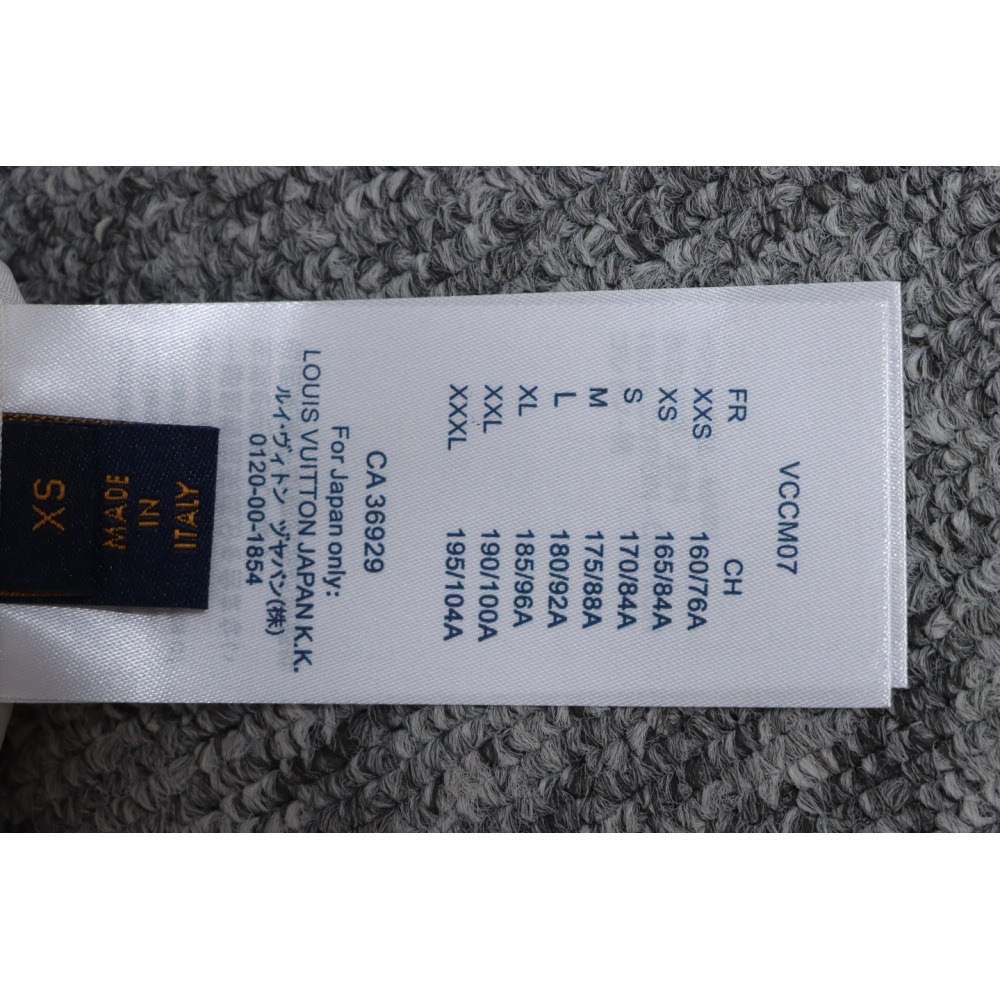 VCCM07
FR CH
XXS 160/76A
XS 165/84A
S 170/84A
M 175/88A
L 180/92A
XL 185/96A
XXL 190/100A
XXXL 195/104A
CA 36929
For Japan only:
LOUIS VUITTON JAPAN K.K.
ルイ・ヴィトン ジャパン(株)
0120-00-1854
XS
MADE
IN
ITALY